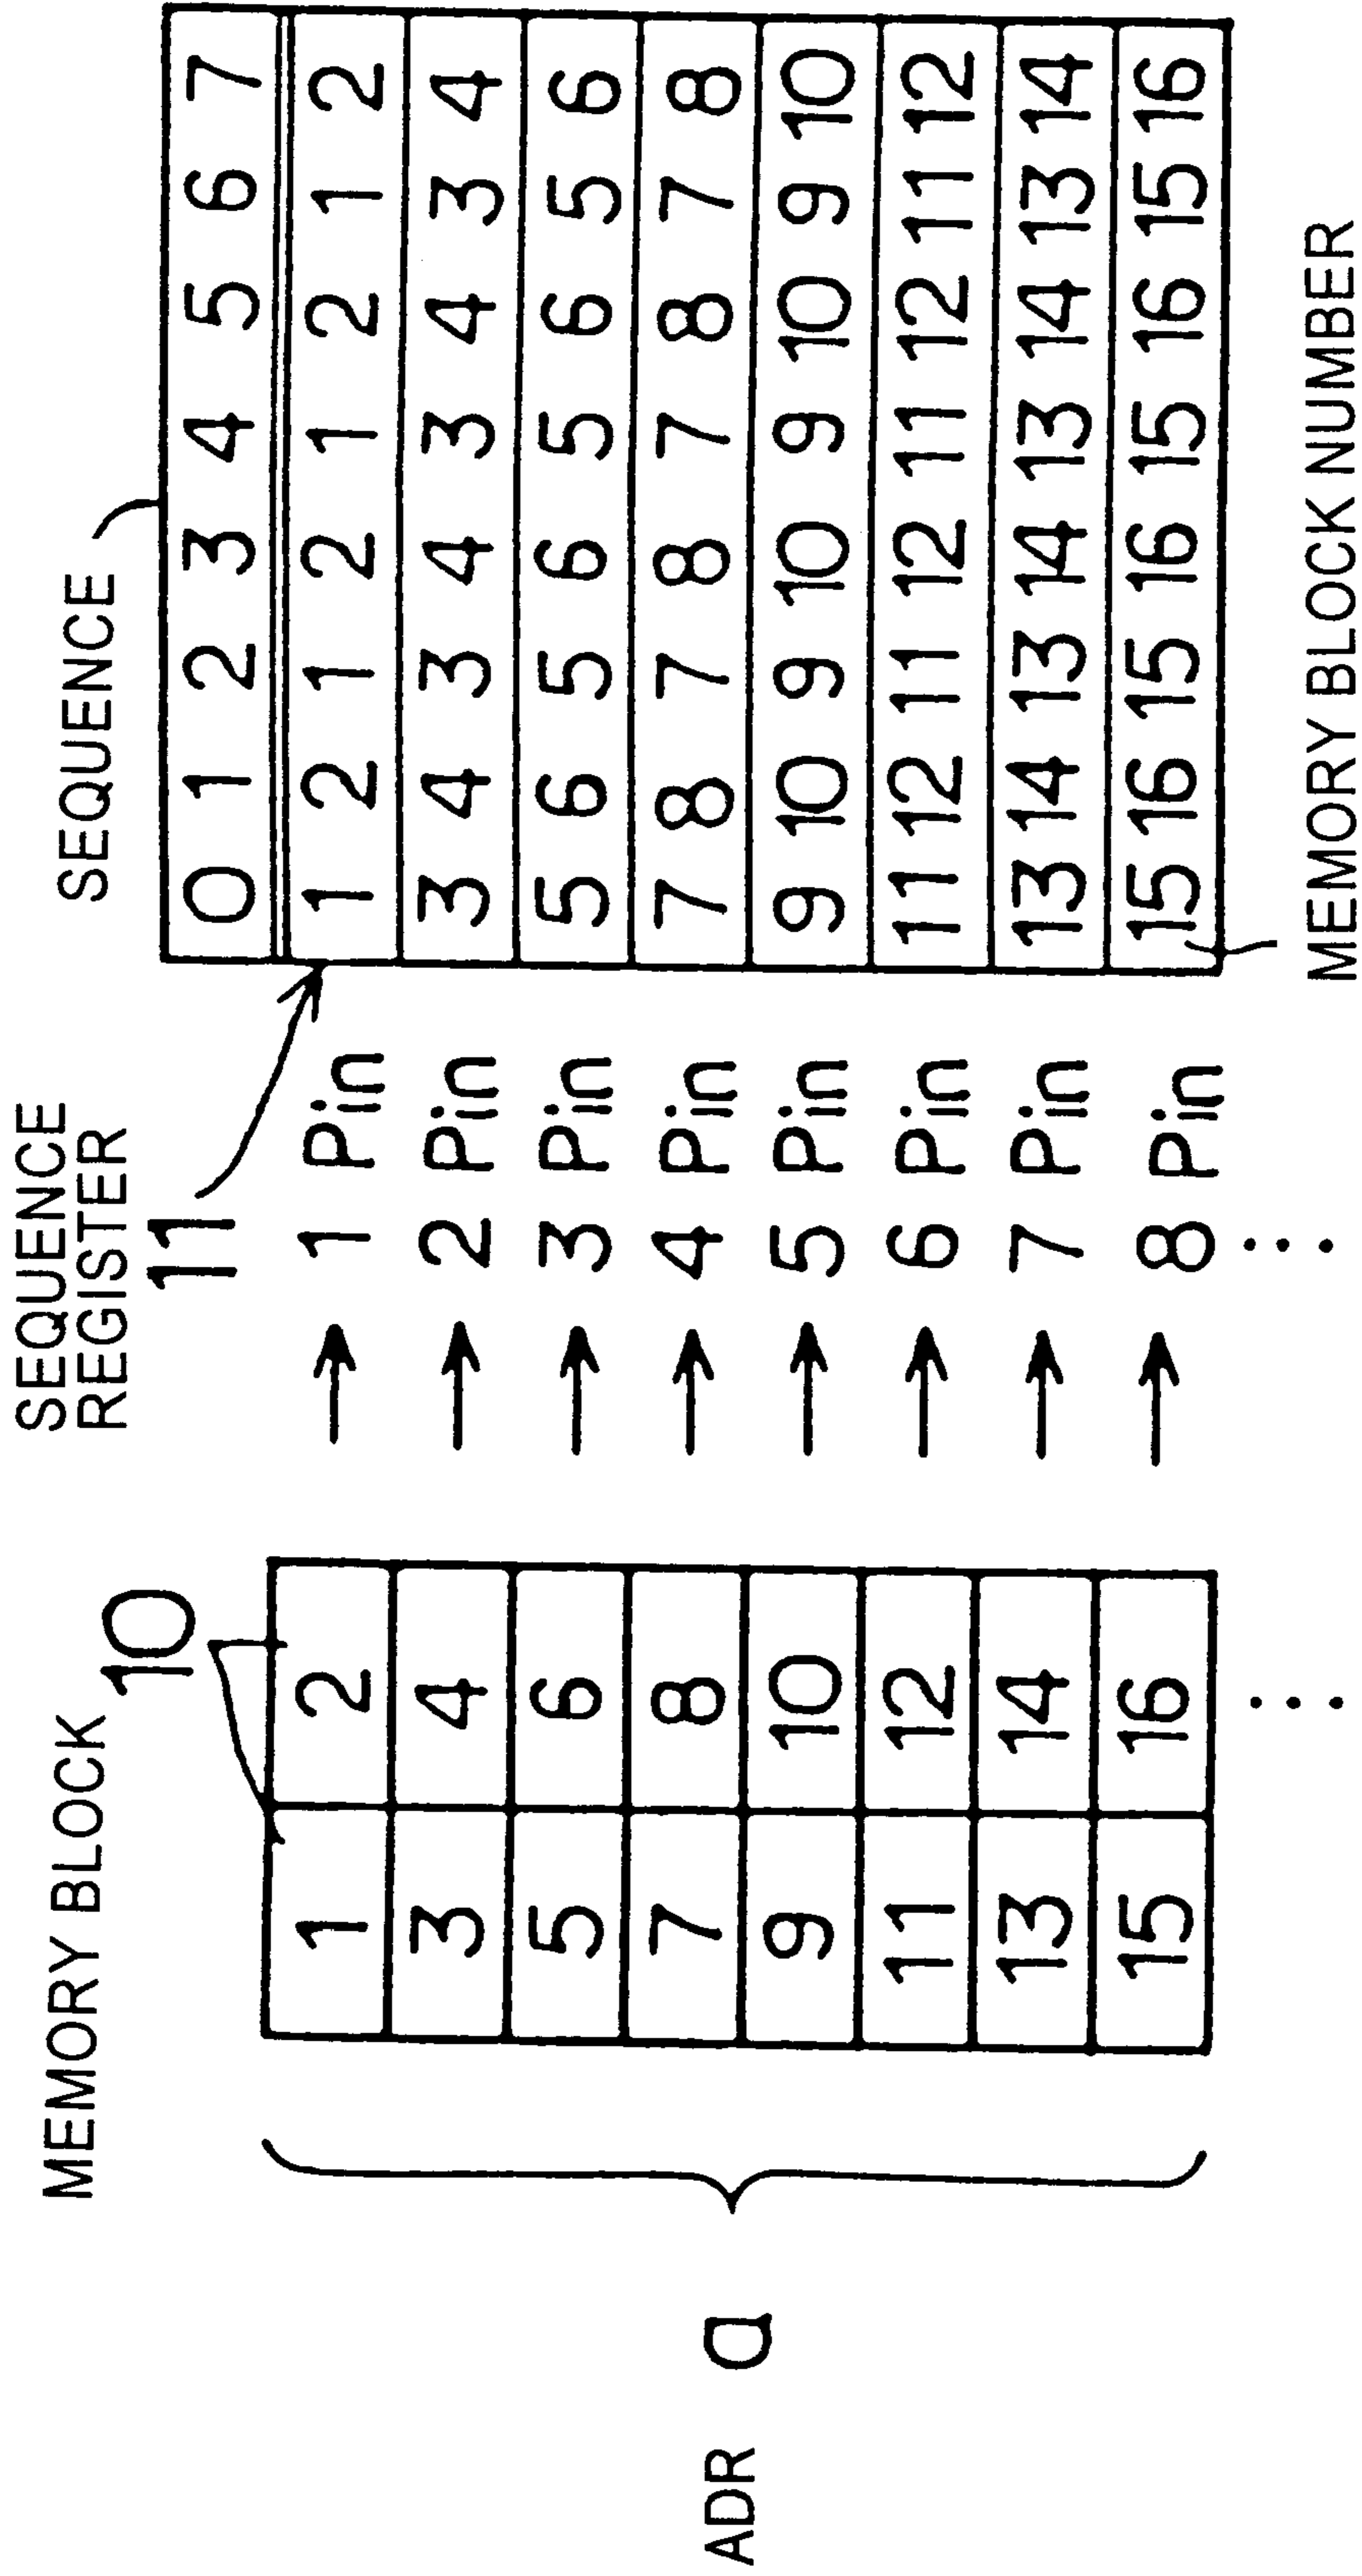 MEMORY BLOCK
10
SEQUENCE
REGISTER
11
SEQUENCE
ADR a
1 2
3 4
5 6
7 8
9 10
11 12
13 14
15 16
1 Pin
2 Pin
3 Pin
4 Pin
5 Pin
6 Pin
7 Pin
8 Pin
0 1 2 3 4 5 6 7
1 2 1 2 1 2 1 2
3 4 3 4 3 4 3 4
5 6 5 6 5 6 5 6
7 8 7 8 7 8 7 8
9 10 9 10 9 10 9 10
11 12 11 12 11 12 11 12
13 14 13 14 13 14 13 14
15 16 15 16 15 16 15 16
MEMORY BLOCK NUMBER